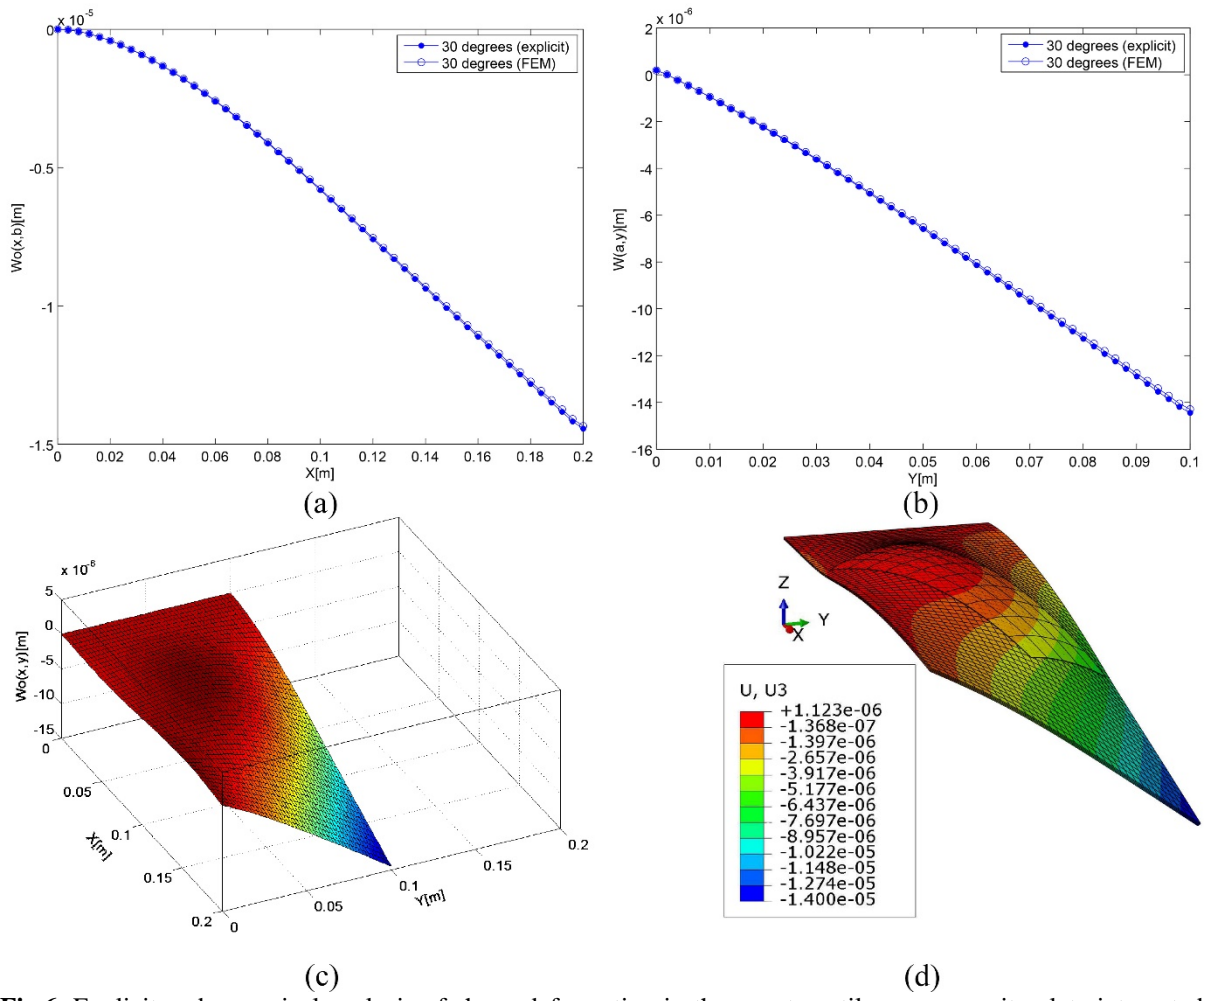 x 10^-5
0
-0.5
-1
-1.5
Wo(x,b)[m]
30 degrees (explicit)
30 degrees (FEM)
0 0.02 0.04 0.06 0.08 0.10 0.12 0.14 0.16 0.18 0.2
X[m]
(a)
x 10^-6
2
0
-2
-4
-6
-8
-10
-12
-14
-16
W(a,y)[m]
30 degrees (explicit)
30 degrees (FEM)
0 0.01 0.02 0.03 0.04 0.05 0.06 0.07 0.08 0.09 0.1
Y[m]
(b)
x 10^-6
5
0
-5
-10
-15
Wo(x,y)[m]
0
0.05
0.1
0.15
0.2
X[m]
0
0.05
0.1
0.15
0.2
Y[m]
(c)
Z
Y
X
U, U3
+1.123e-06
-1.368e-07
-1.397e-06
-2.657e-06
-3.917e-06
-5.177e-06
-6.437e-06
-7.697e-06
-8.957e-06
-1.022e-05
-1.148e-05
-1.274e-05
-1.400e-05
(d)